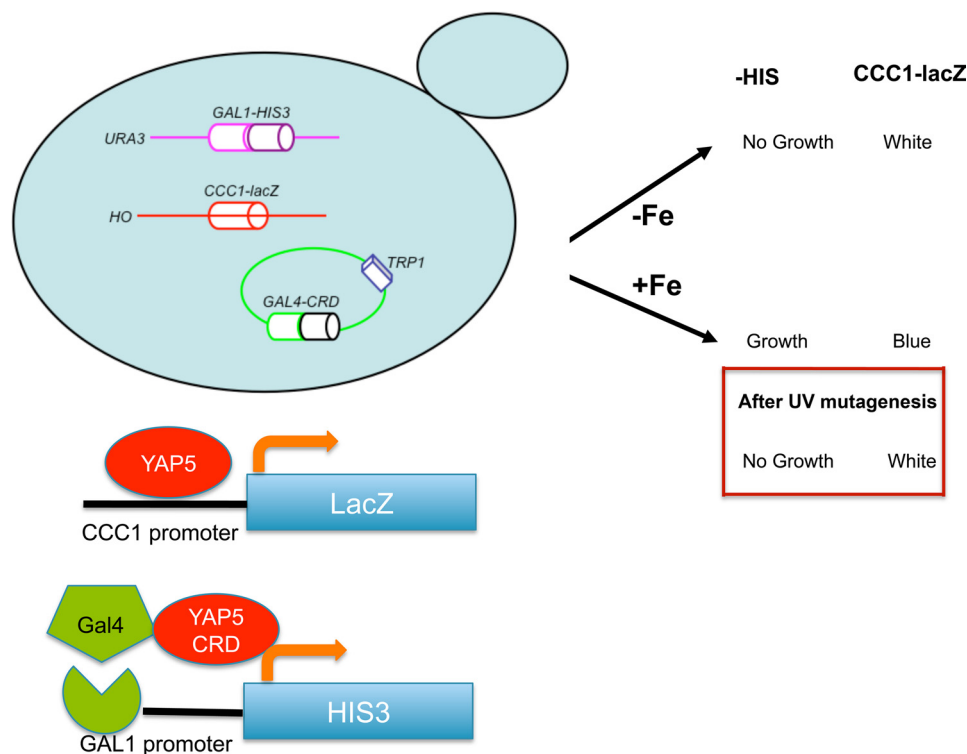 GAL1-HIS3
URA3
CCC1-lacZ
HO
TRP1
GAL4-CRD
-HIS CCC1-lacZ
No Growth White
-Fe
+Fe
Growth Blue
After UV mutagenesis
No Growth White
YAP5
LacZ
CCC1 promoter
Gal4
YAP5
CRD
HIS3
GAL1 promoter